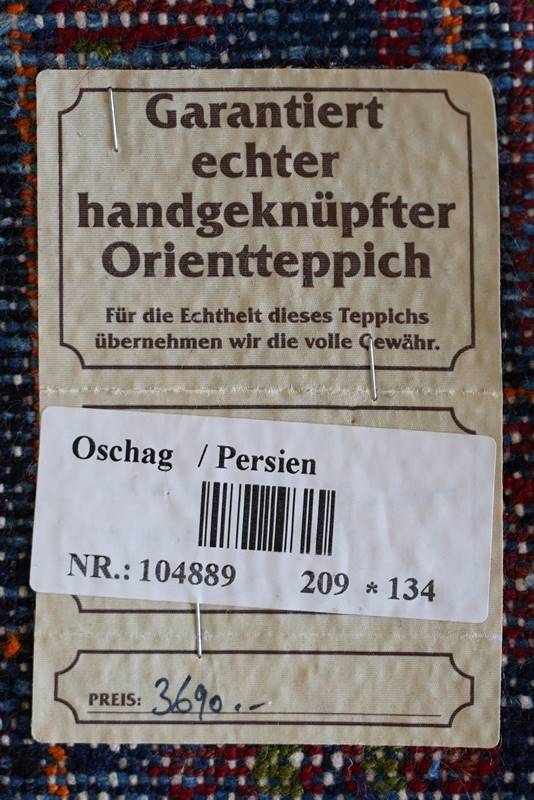 Garantiert
echter
handgeknüpfter
Orientteppich
Für die Echtheit dieses Teppichs
übernehmen wir die volle Gewähr.
Oschag / Persien
NR.: 104889 209 * 134
PREIS: 3690.-